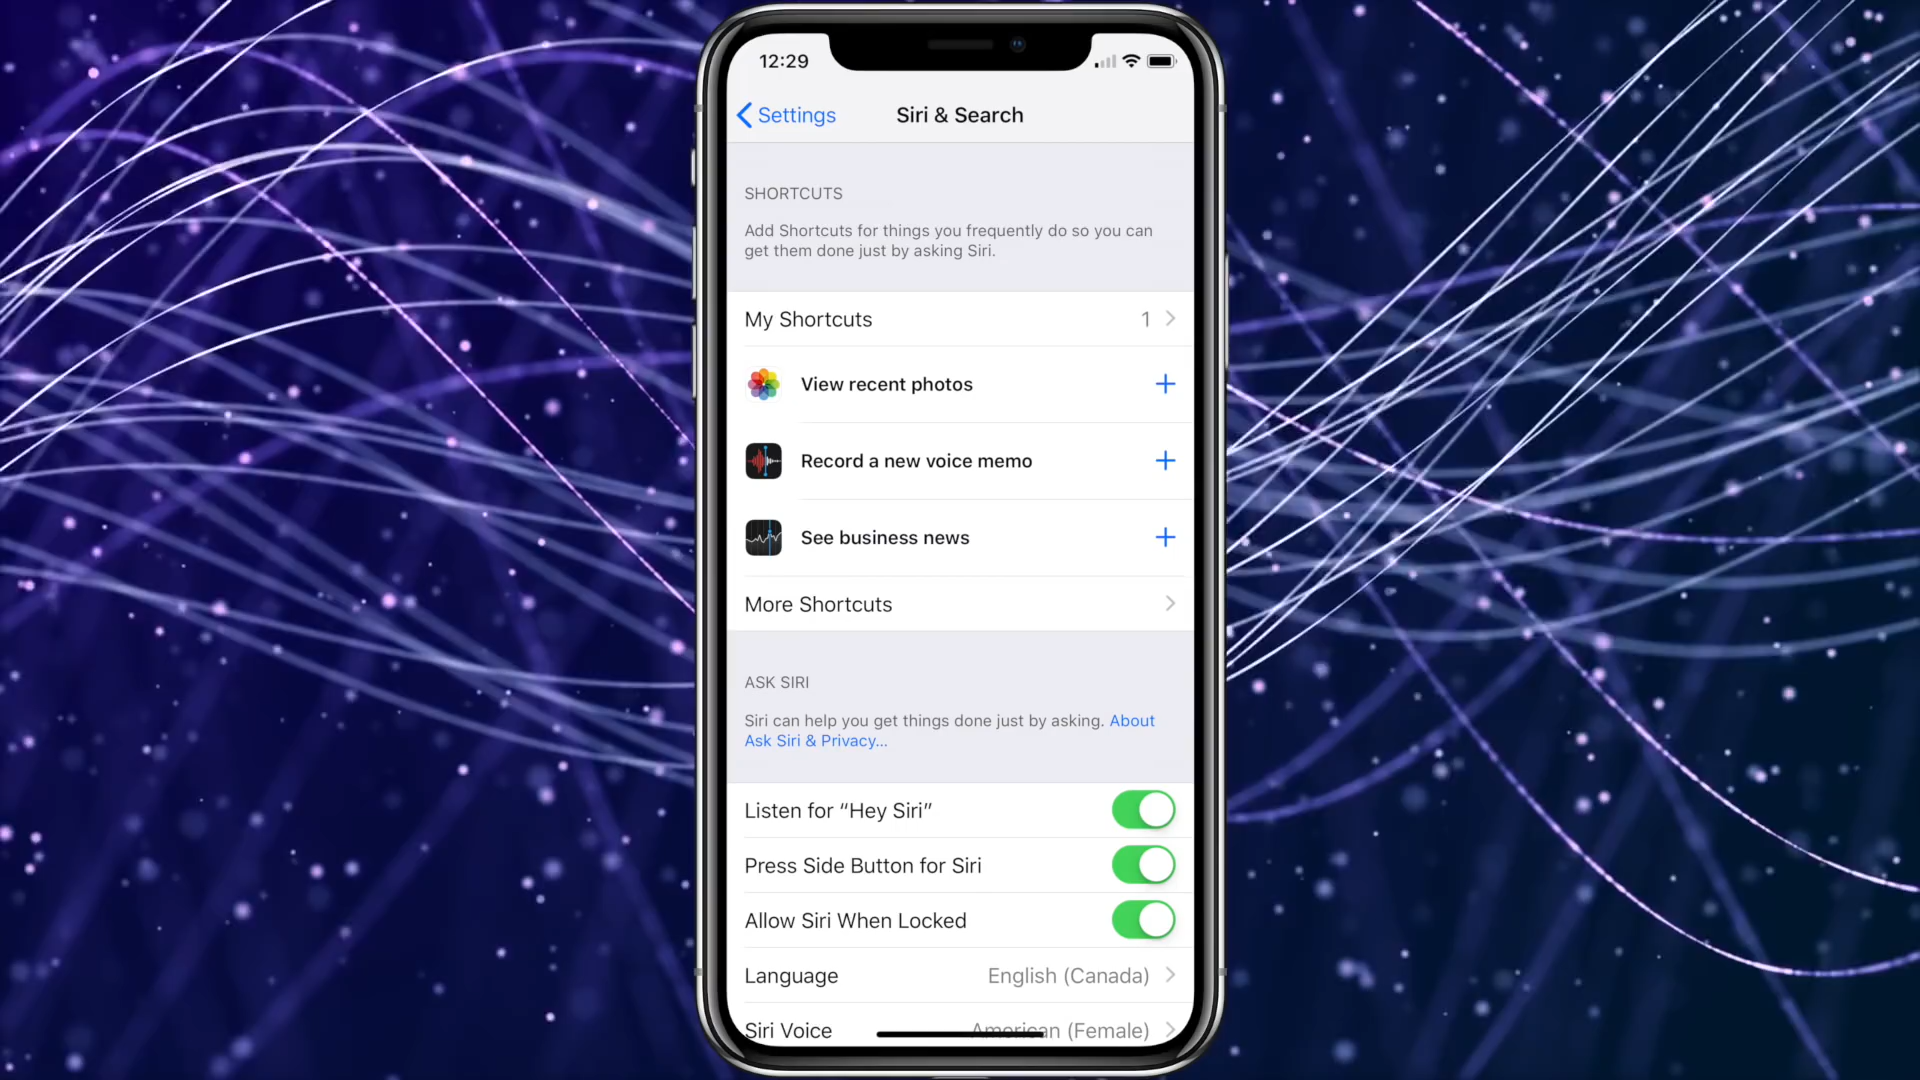 12:29
Settings
Siri & Search
SHORTCUTS
Add Shortcuts for things you frequently do so you can
get them done just by asking Siri.
My Shortcuts 1
View recent photos
Record a new voice memo
See business news
More Shortcuts
ASK SIRI
Siri can help you get things done just by asking. About
Ask Siri & Privacy...
Listen for “Hey Siri”
Press Side Button for Siri
Allow Siri When Locked
Language English (Canada)
Siri Voice American (Female)